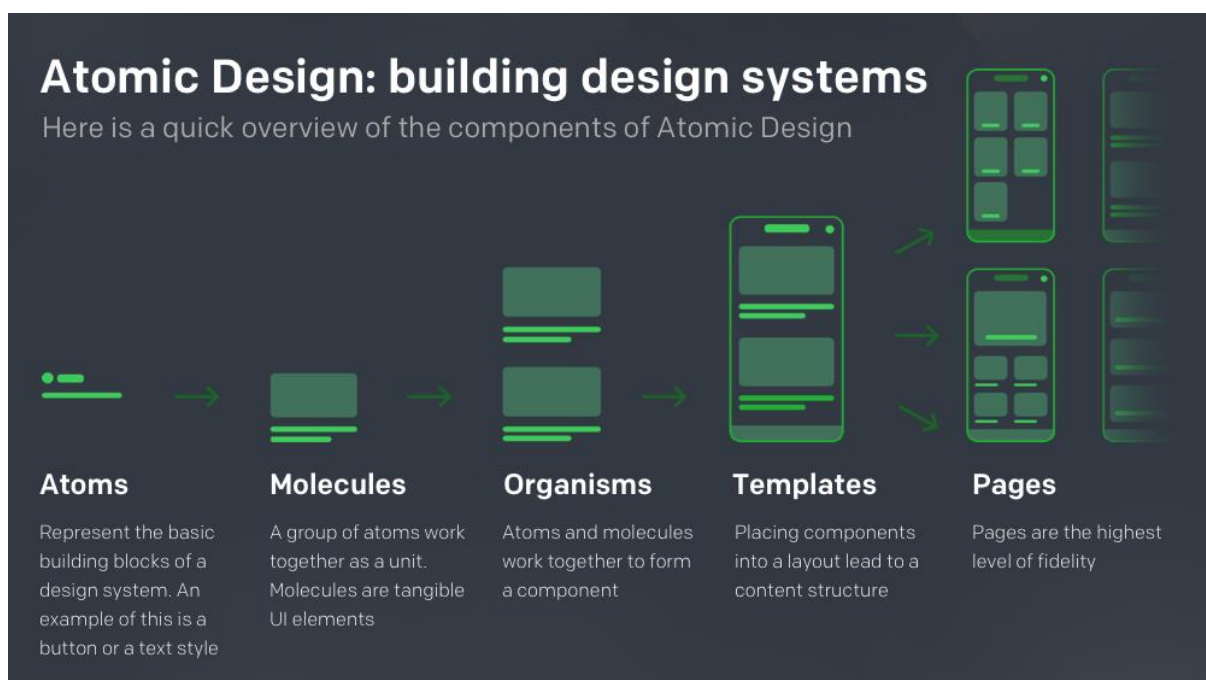 Atomic Design: building design systems
Here is a quick overview of the components of Atomic Design
Atoms
Represent the basic
building blocks of a
design system. An
example of this is a
button or a text style
Molecules
A group of atoms work
together as a unit.
Molecules are tangible
UI elements
Organisms
Atoms and molecules
work together to form
a component
Templates
Placing components
into a layout lead to a
content structure
Pages
Pages are the highest
level of fidelity